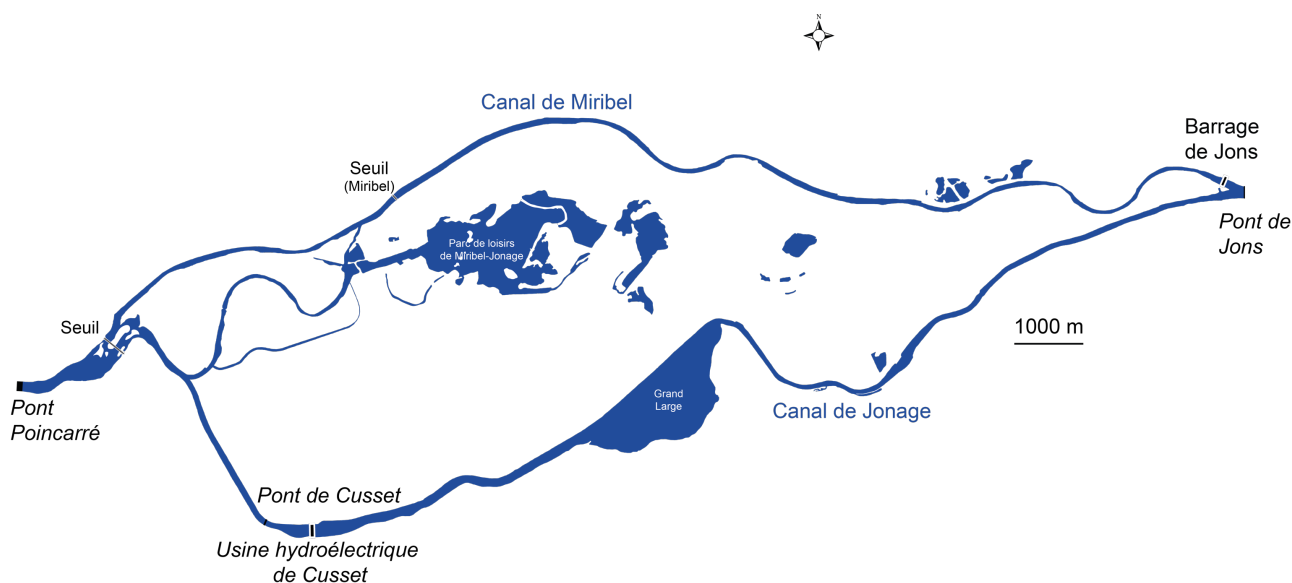 N
Canal de Miribel
Barrage
de Jons
Seuil
(Miribel)
Pont de
Jons
Parc de loisirs
de Miribel-Jonage
Seuil
1000 m
Grand
Large
Canal de Jonage
Pont
Poincarré
Pont de Cusset
Usine hydroélectrique
de Cusset